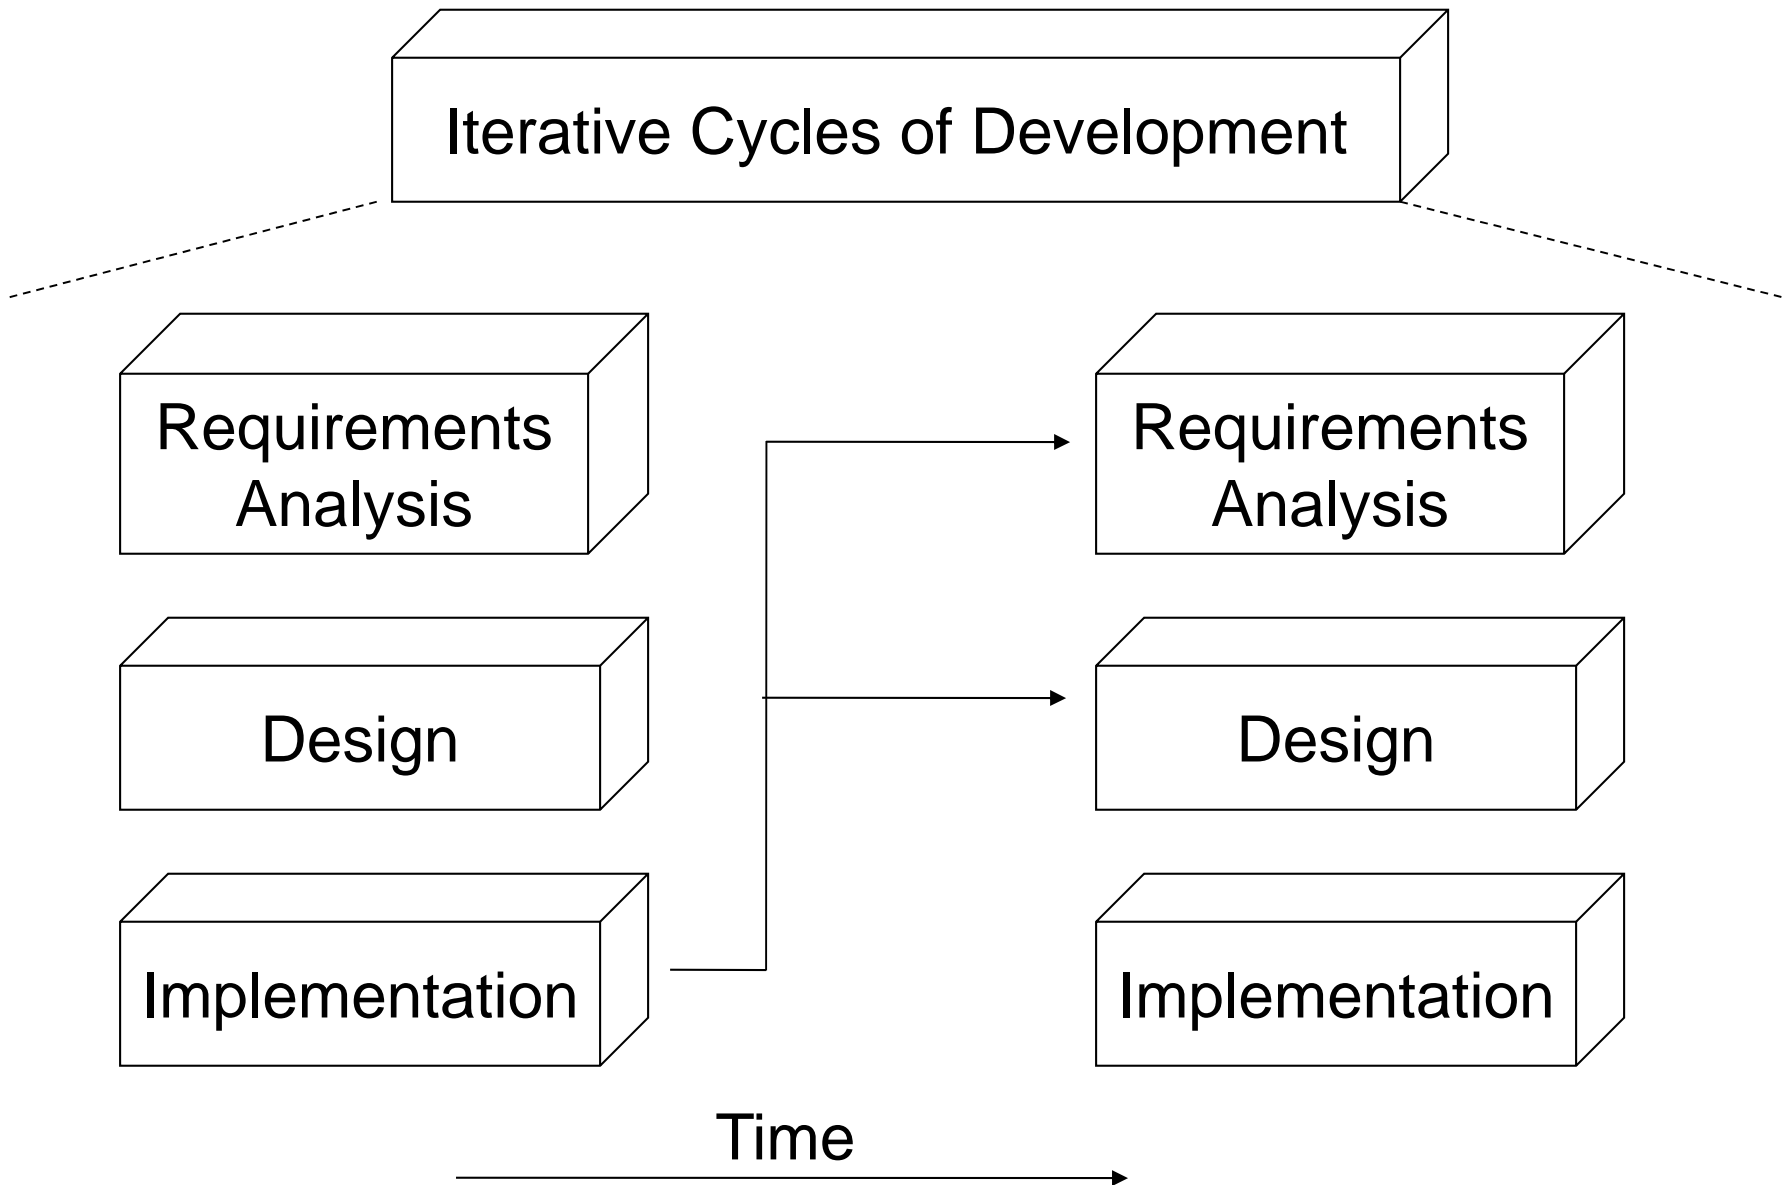 Iterative Cycles of Development
Requirements
Analysis
Design
Implementation
Requirements
Analysis
Design
Implementation
Time